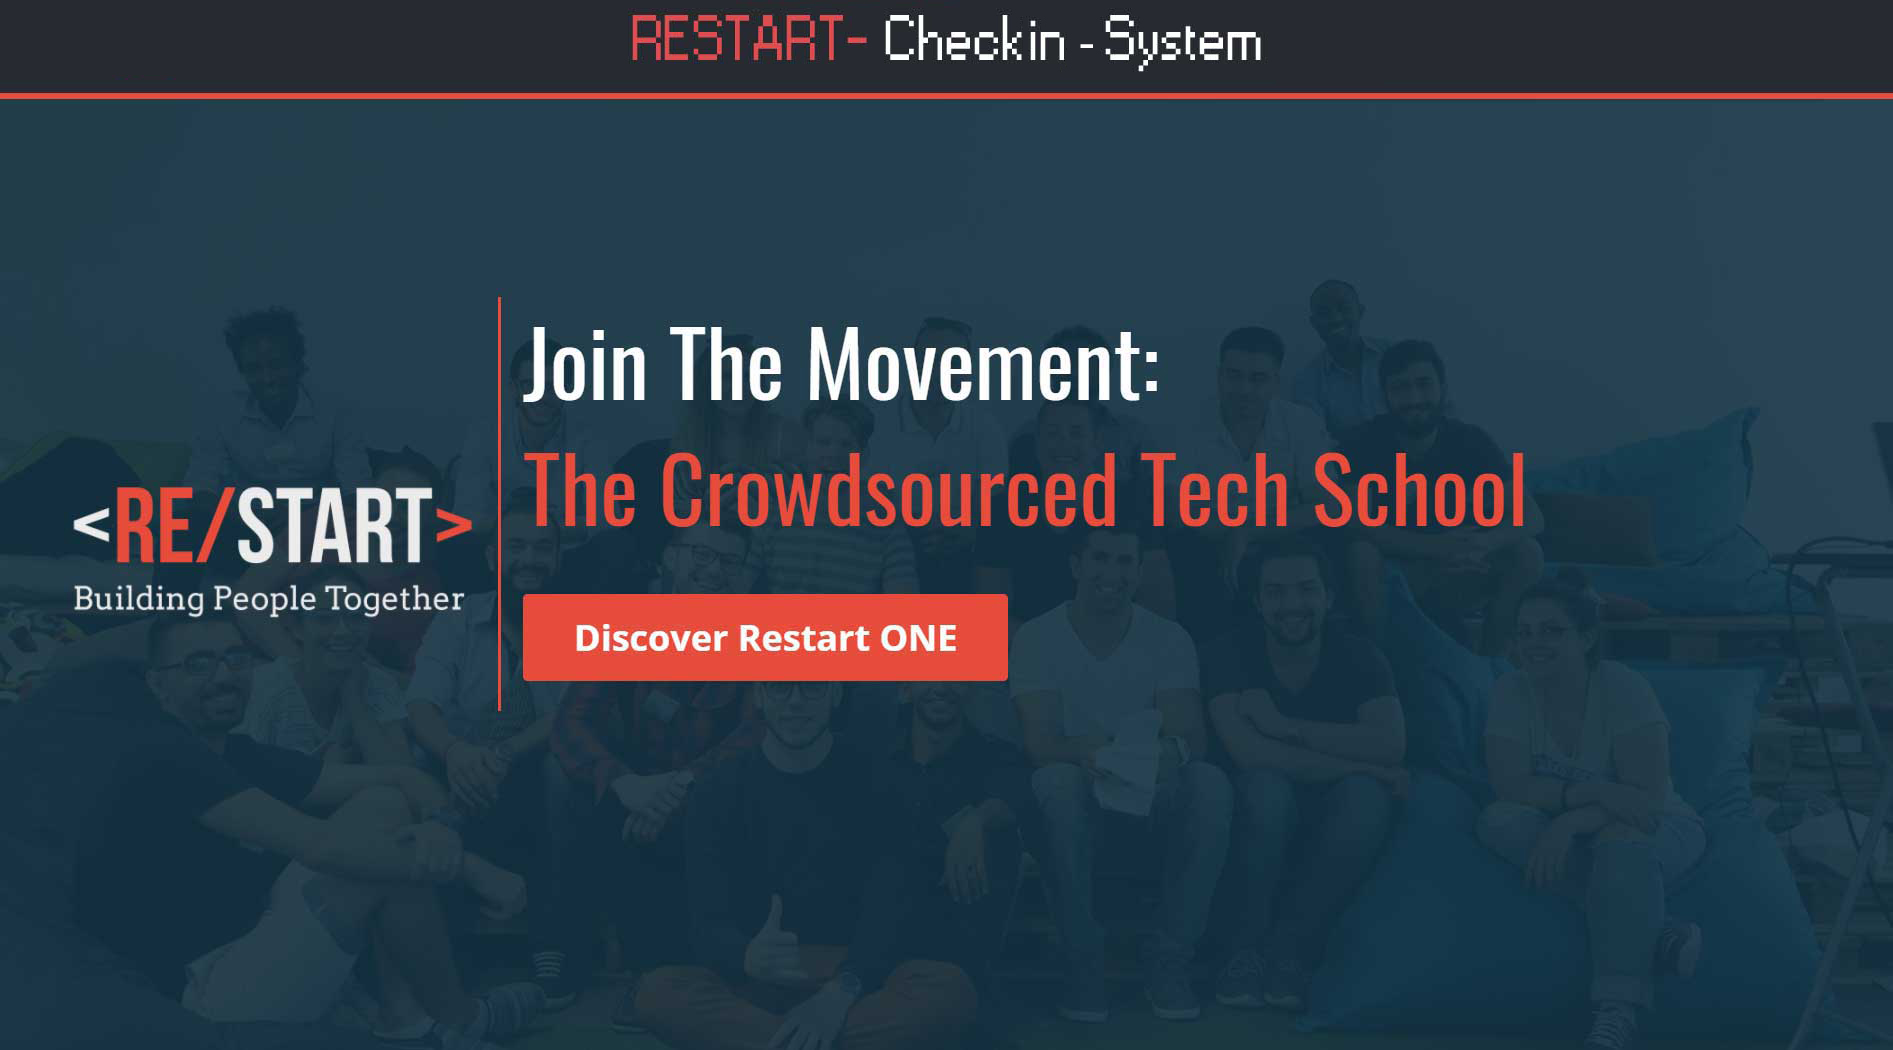 RESTART- Checkin - System
Join The Movement:
The Crowdsourced Tech School
<RE/START>
Building People Together
Discover Restart ONE